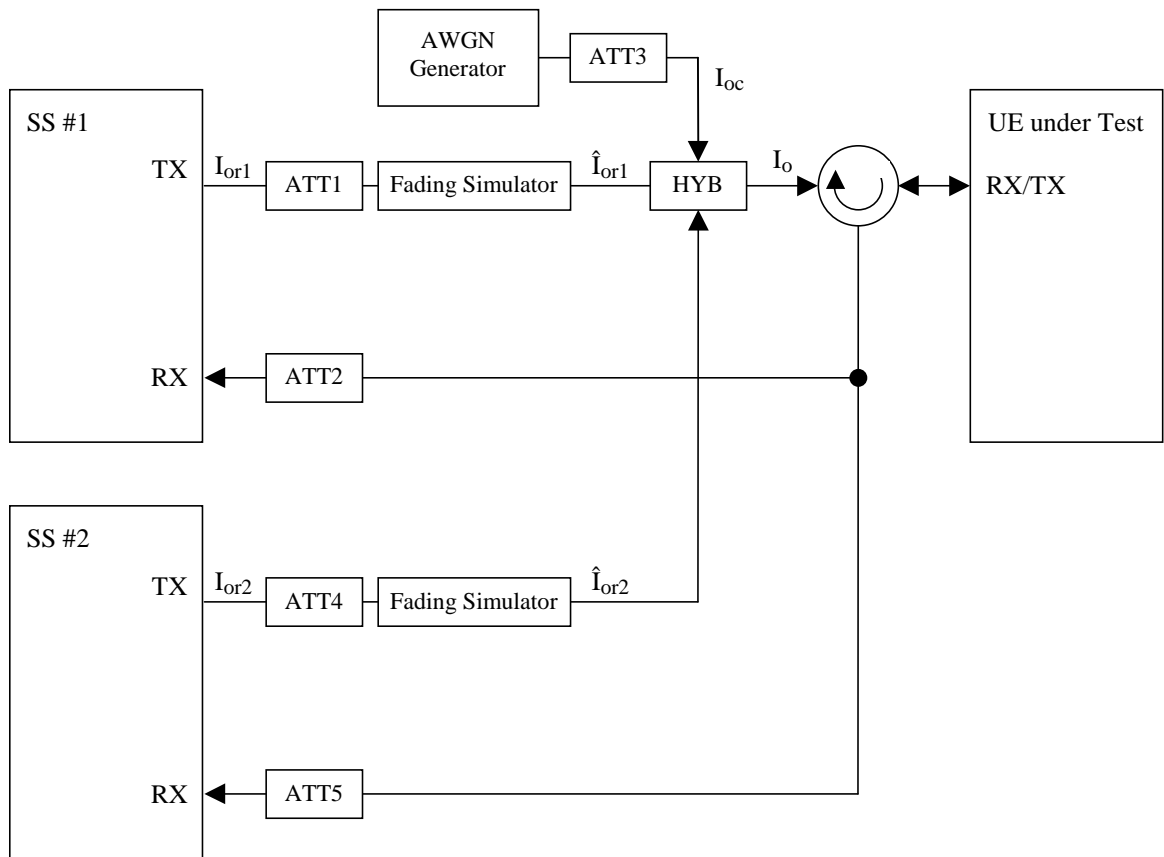 AWGN
Generator
ATT3
I_oc
SS #1
UE under Test
TX
I_or1
ATT1
Fading Simulator
Î_or1
HYB
I_o
RX/TX
RX
ATT2
SS #2
TX
I_or2
ATT4
Fading Simulator
Î_or2
RX
ATT5